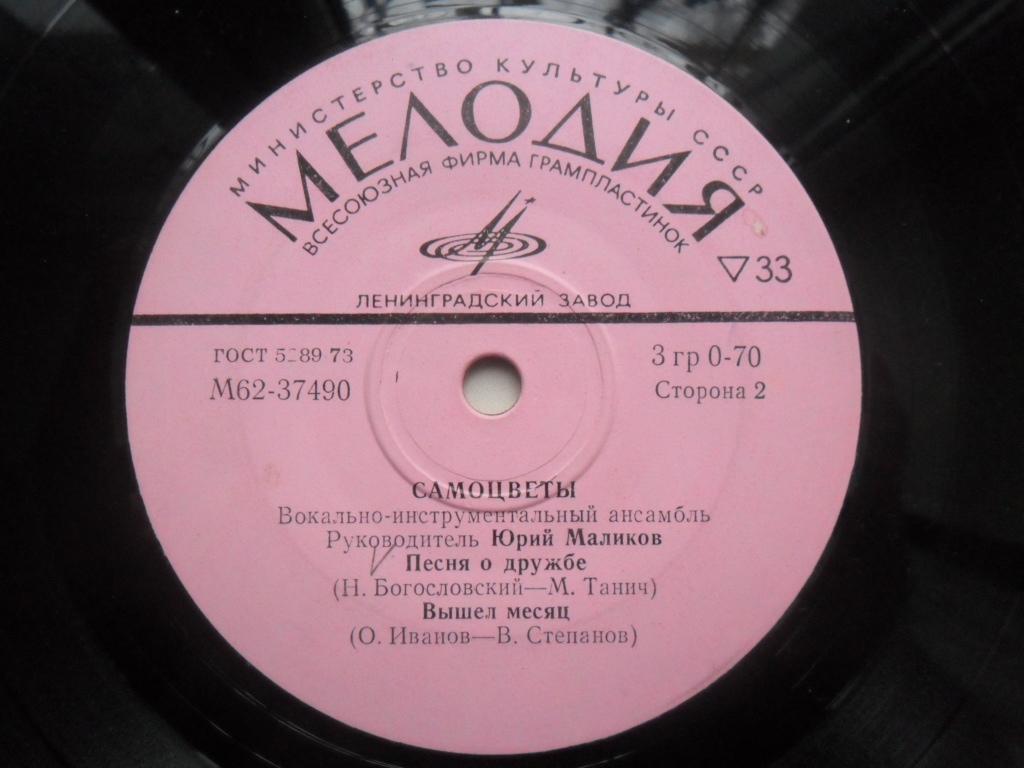 МИНИСТЕРСТВО КУЛЬТУРЫ СССР
МЕЛОДИЯ
ВСЕСОЮЗНАЯ ФИРМА ГРАМПЛАСТИНОК
▽33
ЛЕНИНГРАДСКИЙ ЗАВОД
ГОСТ 5289 73
М62-37490
3 гр 0-70
Сторона 2
САМОЦВЕТЫ
Вокально-инструментальный ансамбль
Руководитель Юрий Маликов
Песня о дружбе
(Н. Богословский—М. Танич)
Вышел месяц
(О. Иванов—В. Степанов)